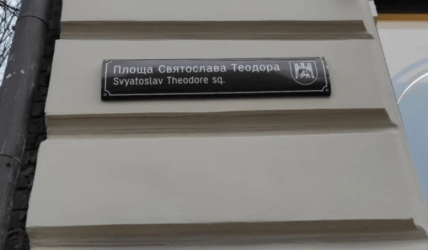 Площа Святослава Теодора
Svyatoslav Theodore sq.